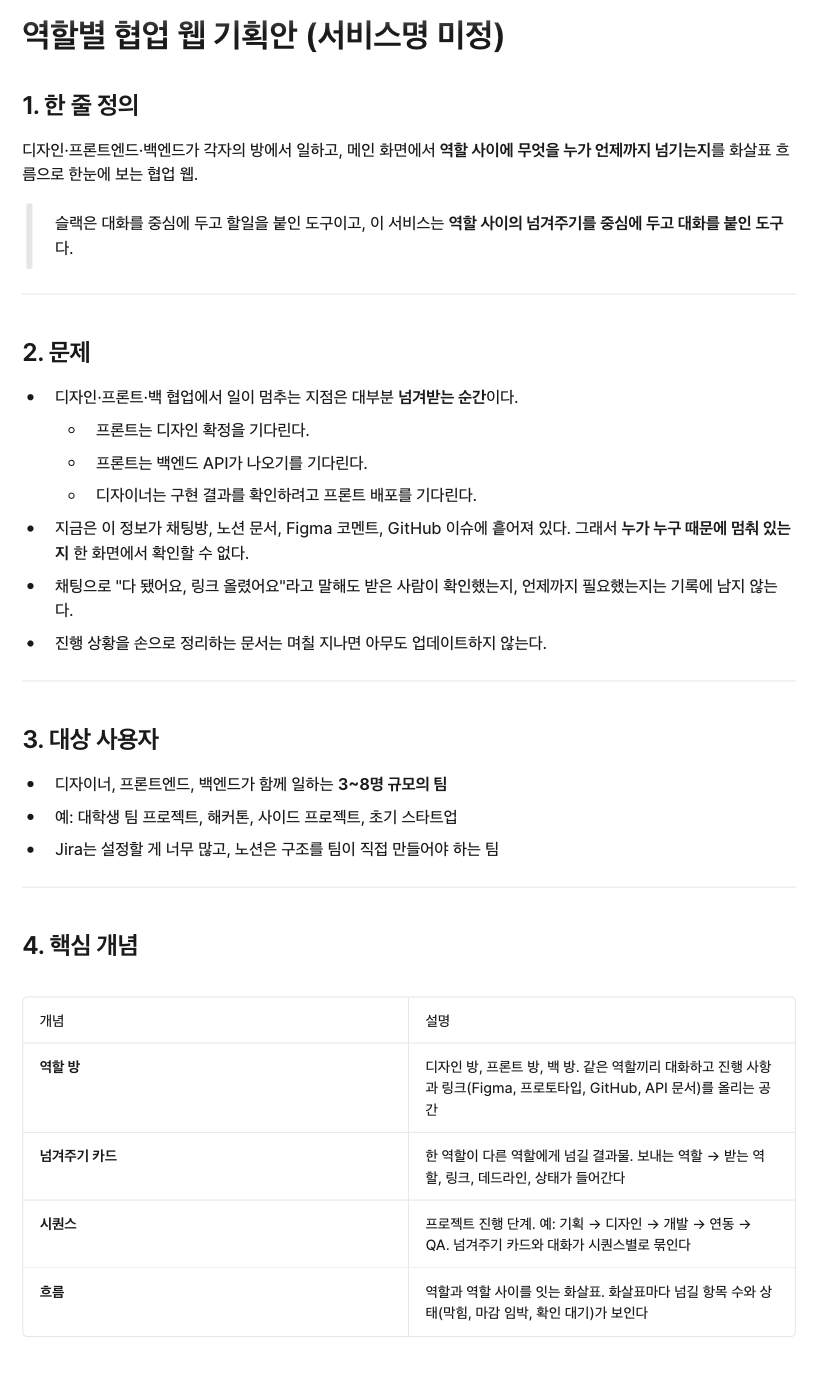 역할별 협업 웹 기획안 (서비스명 미정)
1. 한 줄 정의
디자인·프론트엔드·백엔드가 각자의 방에서 일하고, 메인 화면에서 역할 사이에 무엇을 누가 언제까지 넘기는지를 화살표 흐
름으로 한눈에 보는 협업 웹.
슬랙은 대화를 중심에 두고 할일을 붙인 도구이고, 이 서비스는 역할 사이의 넘겨주기를 중심에 두고 대화를 붙인 도구
다.
2. 문제
• 디자인·프론트·백 협업에서 일이 멈추는 지점은 대부분 넘겨받는 순간이다.
◦ 프론트는 디자인 확정을 기다린다.
◦ 프론트는 백엔드 API가 나오기를 기다린다.
◦ 디자이너는 구현 결과를 확인하려고 프론트 배포를 기다린다.
• 지금은 이 정보가 채팅방, 노션 문서, Figma 코멘트, GitHub 이슈에 흩어져 있다. 그래서 누가 누구 때문에 멈춰 있는
지 한 화면에서 확인할 수 없다.
• 채팅으로 "다 됐어요, 링크 올렸어요"라고 말해도 받은 사람이 확인했는지, 언제까지 필요했는지는 기록에 남지 않는
다.
• 진행 상황을 손으로 정리하는 문서는 며칠 지나면 아무도 업데이트하지 않는다.
3. 대상 사용자
• 디자이너, 프론트엔드, 백엔드가 함께 일하는 3~8명 규모의 팀
• 예: 대학생 팀 프로젝트, 해커톤, 사이드 프로젝트, 초기 스타트업
• Jira는 설정할 게 너무 많고, 노션은 구조를 팀이 직접 만들어야 하는 팀
4. 핵심 개념
개념
설명
역할 방
디자인 방, 프론트 방, 백 방. 같은 역할끼리 대화하고 진행 사항
과 링크(Figma, 프로토타입, GitHub, API 문서)를 올리는 공
간
넘겨주기 카드
한 역할이 다른 역할에게 넘길 결과물. 보내는 역할 → 받는 역
할, 링크, 데드라인, 상태가 들어간다
시퀀스
프로젝트 진행 단계. 예: 기획 → 디자인 → 개발 → 연동 →
QA. 넘겨주기 카드와 대화가 시퀀스별로 묶인다
흐름
역할과 역할 사이를 잇는 화살표. 화살표마다 넘길 항목 수와 상
태(막힘, 마감 임박, 확인 대기)가 보인다